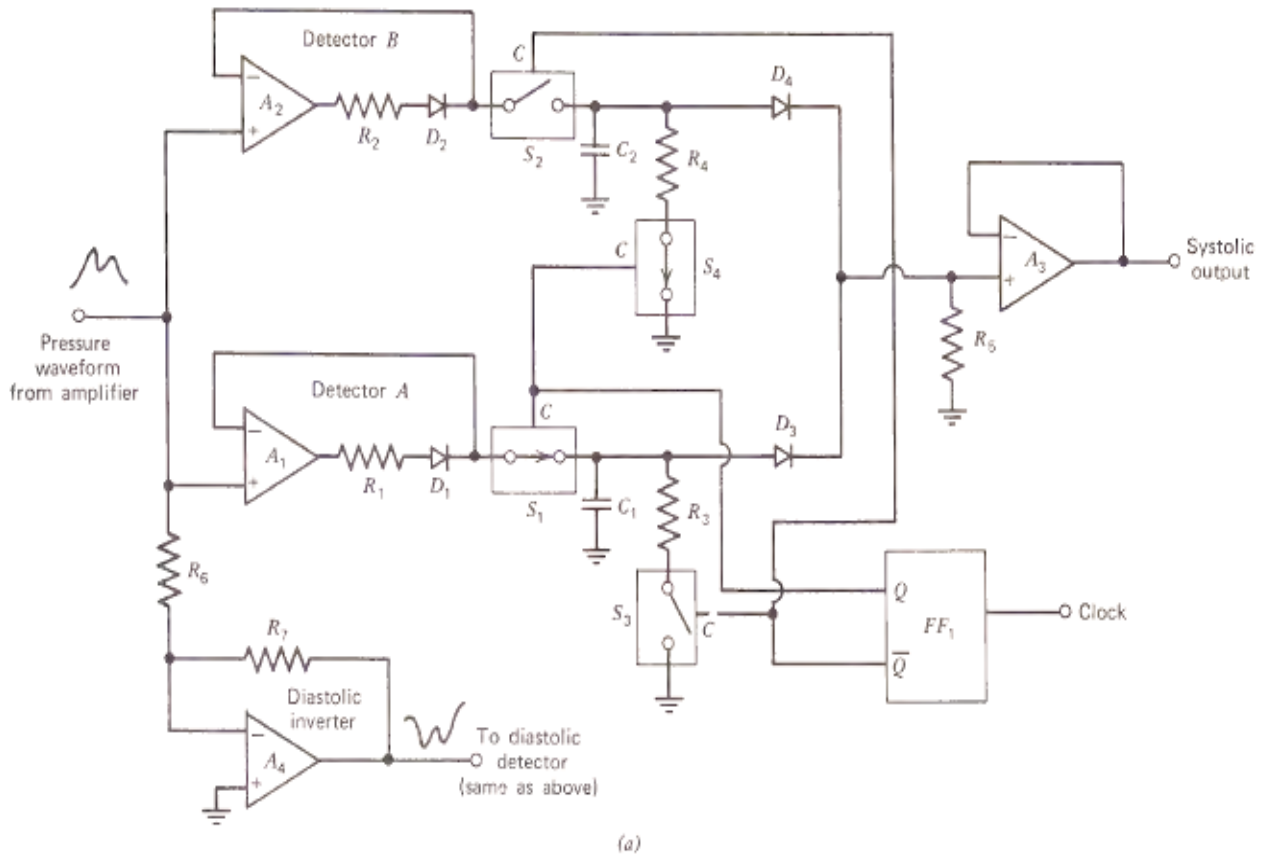 Detector B
C
D₄
−
A₂
+
R₂
D₂
S₂
C₂
R₄
C
S₄
−
A₃
+
Systolic
output
R₅
Pressure
waveform
from amplifier
Detector A
C
D₃
−
A₁
+
R₁
D₁
S₁
C₁
R₃
R₆
S₃
C
Q
FF₁
Clock
Q̅
R₇
Diastolic
inverter
−
A₄
+
To diastolic
detector
(same as above)
(a)